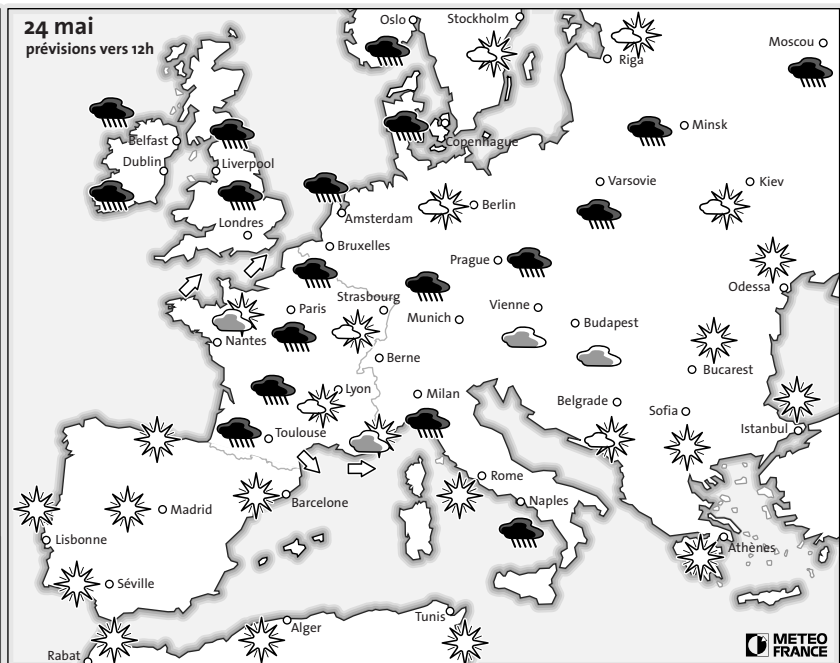 24 mai
prévisions vers 12h
Oslo
Stockholm
Riga
Moscou
Minsk
Belfast
Dublin
Liverpool
Copenhague
Varsovie
Kiev
Londres
Amsterdam
Berlin
Bruxelles
Prague
Odessa
Paris
Strasbourg
Munich
Vienne
Budapest
Nantes
Berne
Bucarest
Lyon
Milan
Belgrade
Sofia
Istanbul
Toulouse
Rome
Naples
Barcelone
Madrid
Lisbonne
Athènes
Séville
Alger
Tunis
Rabat
METEO
FRANCE